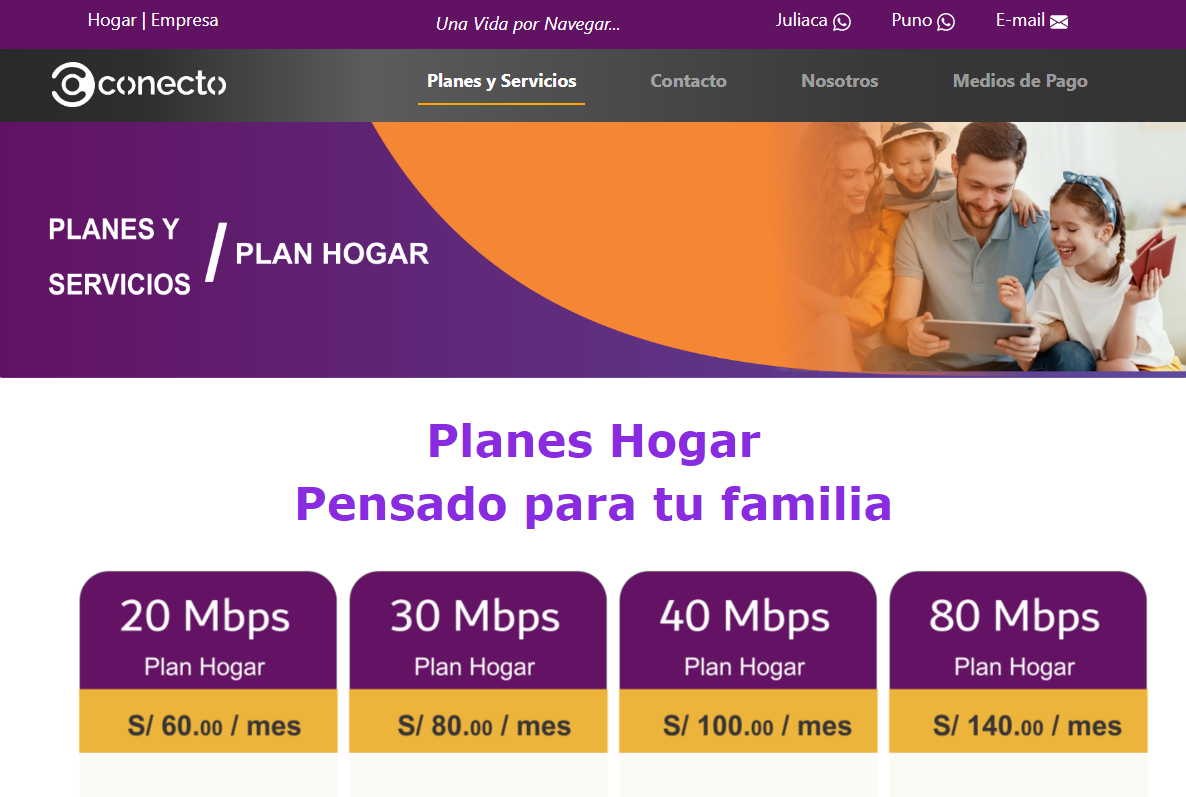 Hogar | Empresa
Una Vida por Navegar...
Juliaca
Puno
E-mail
conecto
Planes y Servicios
Contacto
Nosotros
Medios de Pago
PLANES Y
SERVICIOS
/ PLAN HOGAR
Planes Hogar
Pensado para tu familia
20 Mbps
Plan Hogar
S/ 60.00 / mes
30 Mbps
Plan Hogar
S/ 80.00 / mes
40 Mbps
Plan Hogar
S/ 100.00 / mes
80 Mbps
Plan Hogar
S/ 140.00 / mes